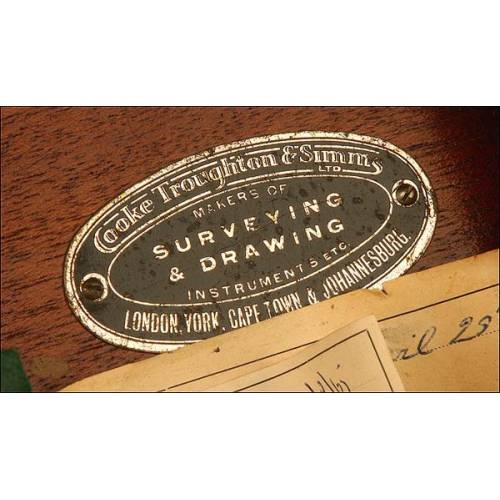 Cooke Troughton & Simms
LTD
MAKERS OF
SURVEYING
& DRAWING
INSTRUMENTS ETC.
LONDON, YORK, CAPE TOWN & JOHANNESBURG.